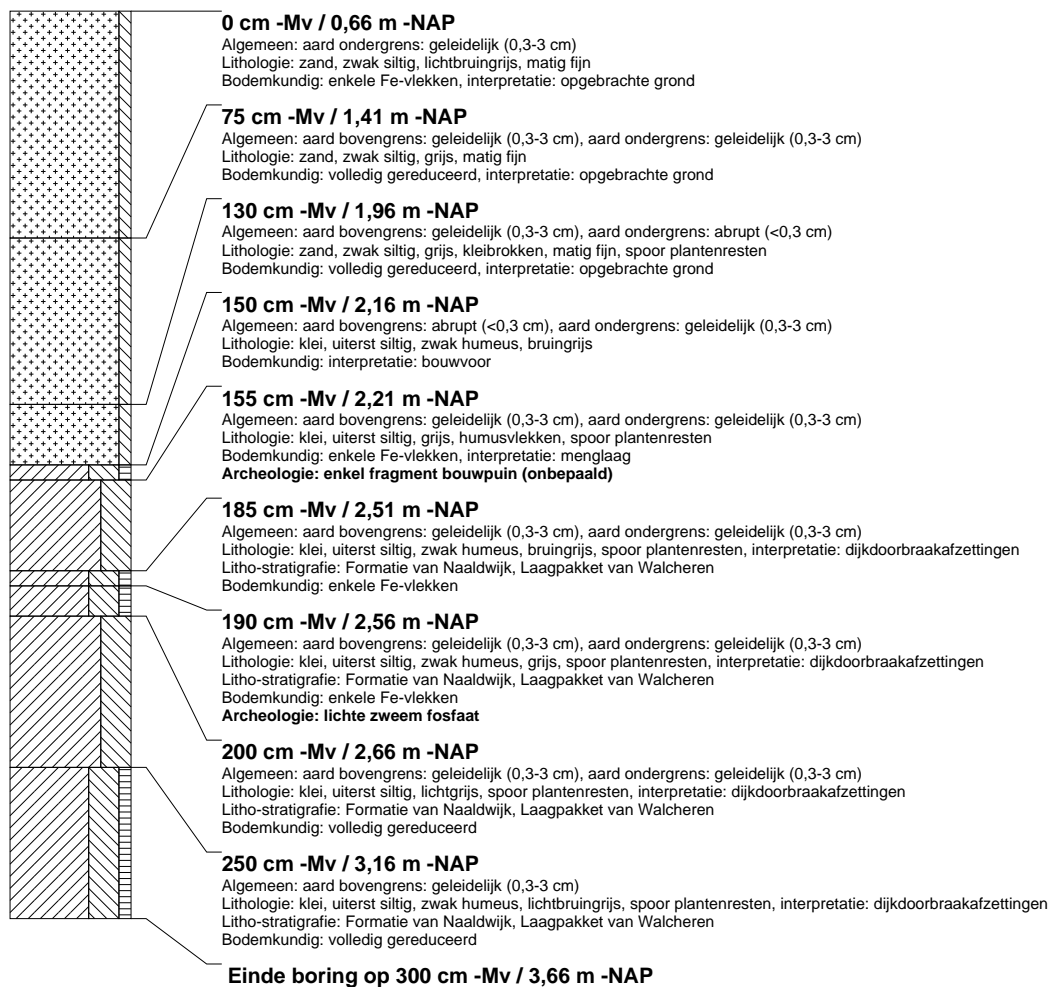 0 cm -Mv / 0,66 m -NAP
Algemeen: aard ondergrens: geleidelijk (0,3-3 cm)
Lithologie: zand, zwak siltig, lichtbruingrijs, matig fijn
Bodemkundig: enkele Fe-vlekken, interpretatie: opgebrachte grond
75 cm -Mv / 1,41 m -NAP
Algemeen: aard bovengrens: geleidelijk (0,3-3 cm), aard ondergrens: geleidelijk (0,3-3 cm)
Lithologie: zand, zwak siltig, grijs, matig fijn
Bodemkundig: volledig gereduceerd, interpretatie: opgebrachte grond
130 cm -Mv / 1,96 m -NAP
Algemeen: aard bovengrens: geleidelijk (0,3-3 cm), aard ondergrens: abrupt (<0,3 cm)
Lithologie: zand, zwak siltig, grijs, kleibrokken, matig fijn, spoor plantenresten
Bodemkundig: volledig gereduceerd, interpretatie: opgebrachte grond
150 cm -Mv / 2,16 m -NAP
Algemeen: aard bovengrens: abrupt (<0,3 cm), aard ondergrens: geleidelijk (0,3-3 cm)
Lithologie: klei, uiterst siltig, zwak humeus, bruingrijs
Bodemkundig: interpretatie: bouwvoor
155 cm -Mv / 2,21 m -NAP
Algemeen: aard bovengrens: geleidelijk (0,3-3 cm), aard ondergrens: geleidelijk (0,3-3 cm)
Lithologie: klei, uiterst siltig, grijs, humusvlekken, spoor plantenresten
Bodemkundig: enkele Fe-vlekken, interpretatie: menglaag
Archeologie: enkel fragment bouwpuin (onbepaald)
185 cm -Mv / 2,51 m -NAP
Algemeen: aard bovengrens: geleidelijk (0,3-3 cm), aard ondergrens: geleidelijk (0,3-3 cm)
Lithologie: klei, uiterst siltig, zwak humeus, bruingrijs, spoor plantenresten, interpretatie: dijkdoorbraakafzettingen
Litho-stratigrafie: Formatie van Naaldwijk, Laagpakket van Walcheren
Bodemkundig: enkele Fe-vlekken
190 cm -Mv / 2,56 m -NAP
Algemeen: aard bovengrens: geleidelijk (0,3-3 cm), aard ondergrens: geleidelijk (0,3-3 cm)
Lithologie: klei, uiterst siltig, zwak humeus, grijs, spoor plantenresten, interpretatie: dijkdoorbraakafzettingen
Litho-stratigrafie: Formatie van Naaldwijk, Laagpakket van Walcheren
Bodemkundig: enkele Fe-vlekken
Archeologie: lichte zweem fosfaat
200 cm -Mv / 2,66 m -NAP
Algemeen: aard bovengrens: geleidelijk (0,3-3 cm), aard ondergrens: geleidelijk (0,3-3 cm)
Lithologie: klei, uiterst siltig, lichtgrijs, spoor plantenresten, interpretatie: dijkdoorbraakafzettingen
Litho-stratigrafie: Formatie van Naaldwijk, Laagpakket van Walcheren
Bodemkundig: volledig gereduceerd
250 cm -Mv / 3,16 m -NAP
Algemeen: aard bovengrens: geleidelijk (0,3-3 cm)
Lithologie: klei, uiterst siltig, zwak humeus, lichtbruingrijs, spoor plantenresten, interpretatie: dijkdoorbraakafzettingen
Litho-stratigrafie: Formatie van Naaldwijk, Laagpakket van Walcheren
Bodemkundig: volledig gereduceerd
Einde boring op 300 cm -Mv / 3,66 m -NAP